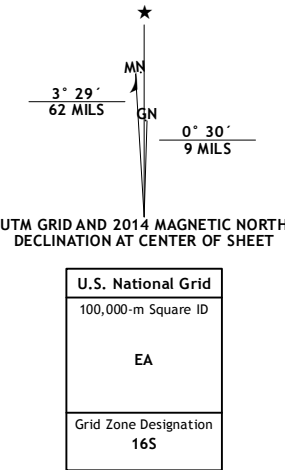 ★
MN
3° 29´
62 MILS
GN
0° 30´
9 MILS
UTM GRID AND 2014 MAGNETIC NORTH
DECLINATION AT CENTER OF SHEET
U.S. National Grid
100,000-m Square ID
EA
Grid Zone Designation
16S